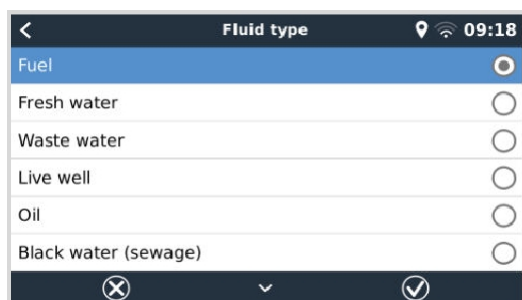 Fluid type 09:18
Fuel
Fresh water
Waste water
Live well
Oil
Black water (sewage)